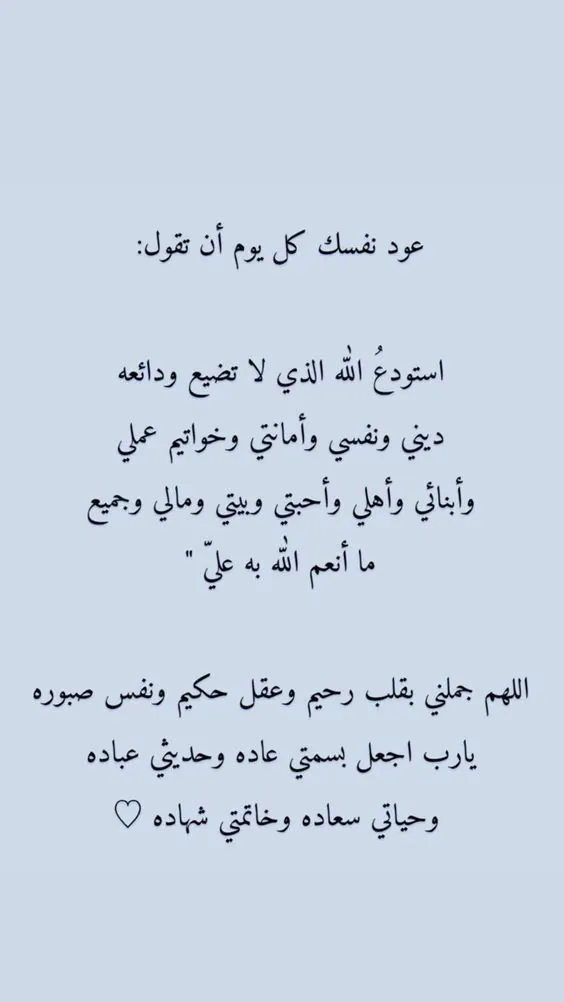 عود نفسك كل يوم أن تقول:
استودعُ الله الذي لا تضيع ودائعه
ديني ونفسي وأمانتي وخواتيم عملي
وأبنائي وأهلي وأحبتي وبيتي ومالي وجميع
ما أنعم الله به عليّ "
اللهم جملني بقلب رحيم وعقل حكيم ونفس صبوره
يارب اجعل بسمتي عاده وحديثي عباده
وحياتي سعاده وخاتمتي شهاده ♡